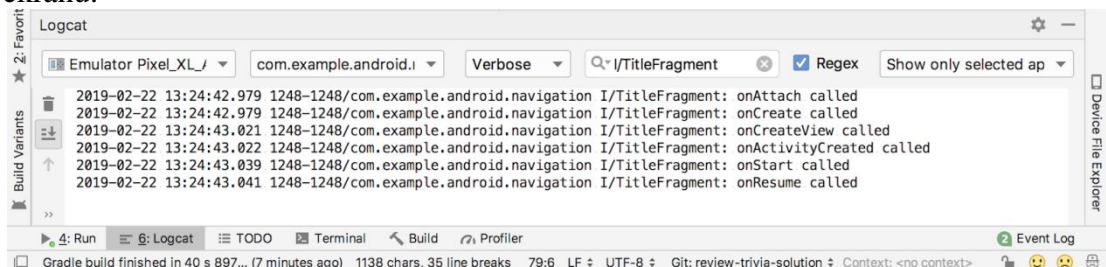 2: Favorit
Logcat
Emulator Pixel_XL_A com.example.android.r Verbose I/TitleFragment Regex Show only selected ap
2019-02-22 13:24:42.979 1248-1248/com.example.android.navigation I/TitleFragment: onAttach called
2019-02-22 13:24:42.979 1248-1248/com.example.android.navigation I/TitleFragment: onCreate called
2019-02-22 13:24:43.021 1248-1248/com.example.android.navigation I/TitleFragment: onCreateView called
2019-02-22 13:24:43.022 1248-1248/com.example.android.navigation I/TitleFragment: onActivityCreated called
2019-02-22 13:24:43.039 1248-1248/com.example.android.navigation I/TitleFragment: onStart called
2019-02-22 13:24:43.041 1248-1248/com.example.android.navigation I/TitleFragment: onResume called
Build Variants
Device File Explorer
4: Run 6: Logcat TODO Terminal Build Profiler 2 Event Log
Gradle build finished in 40 s 897... (7 minutes ago) 1138 chars, 35 line breaks 79:6 LF UTF-8 Git: review-trivia-solution Context: <no context>